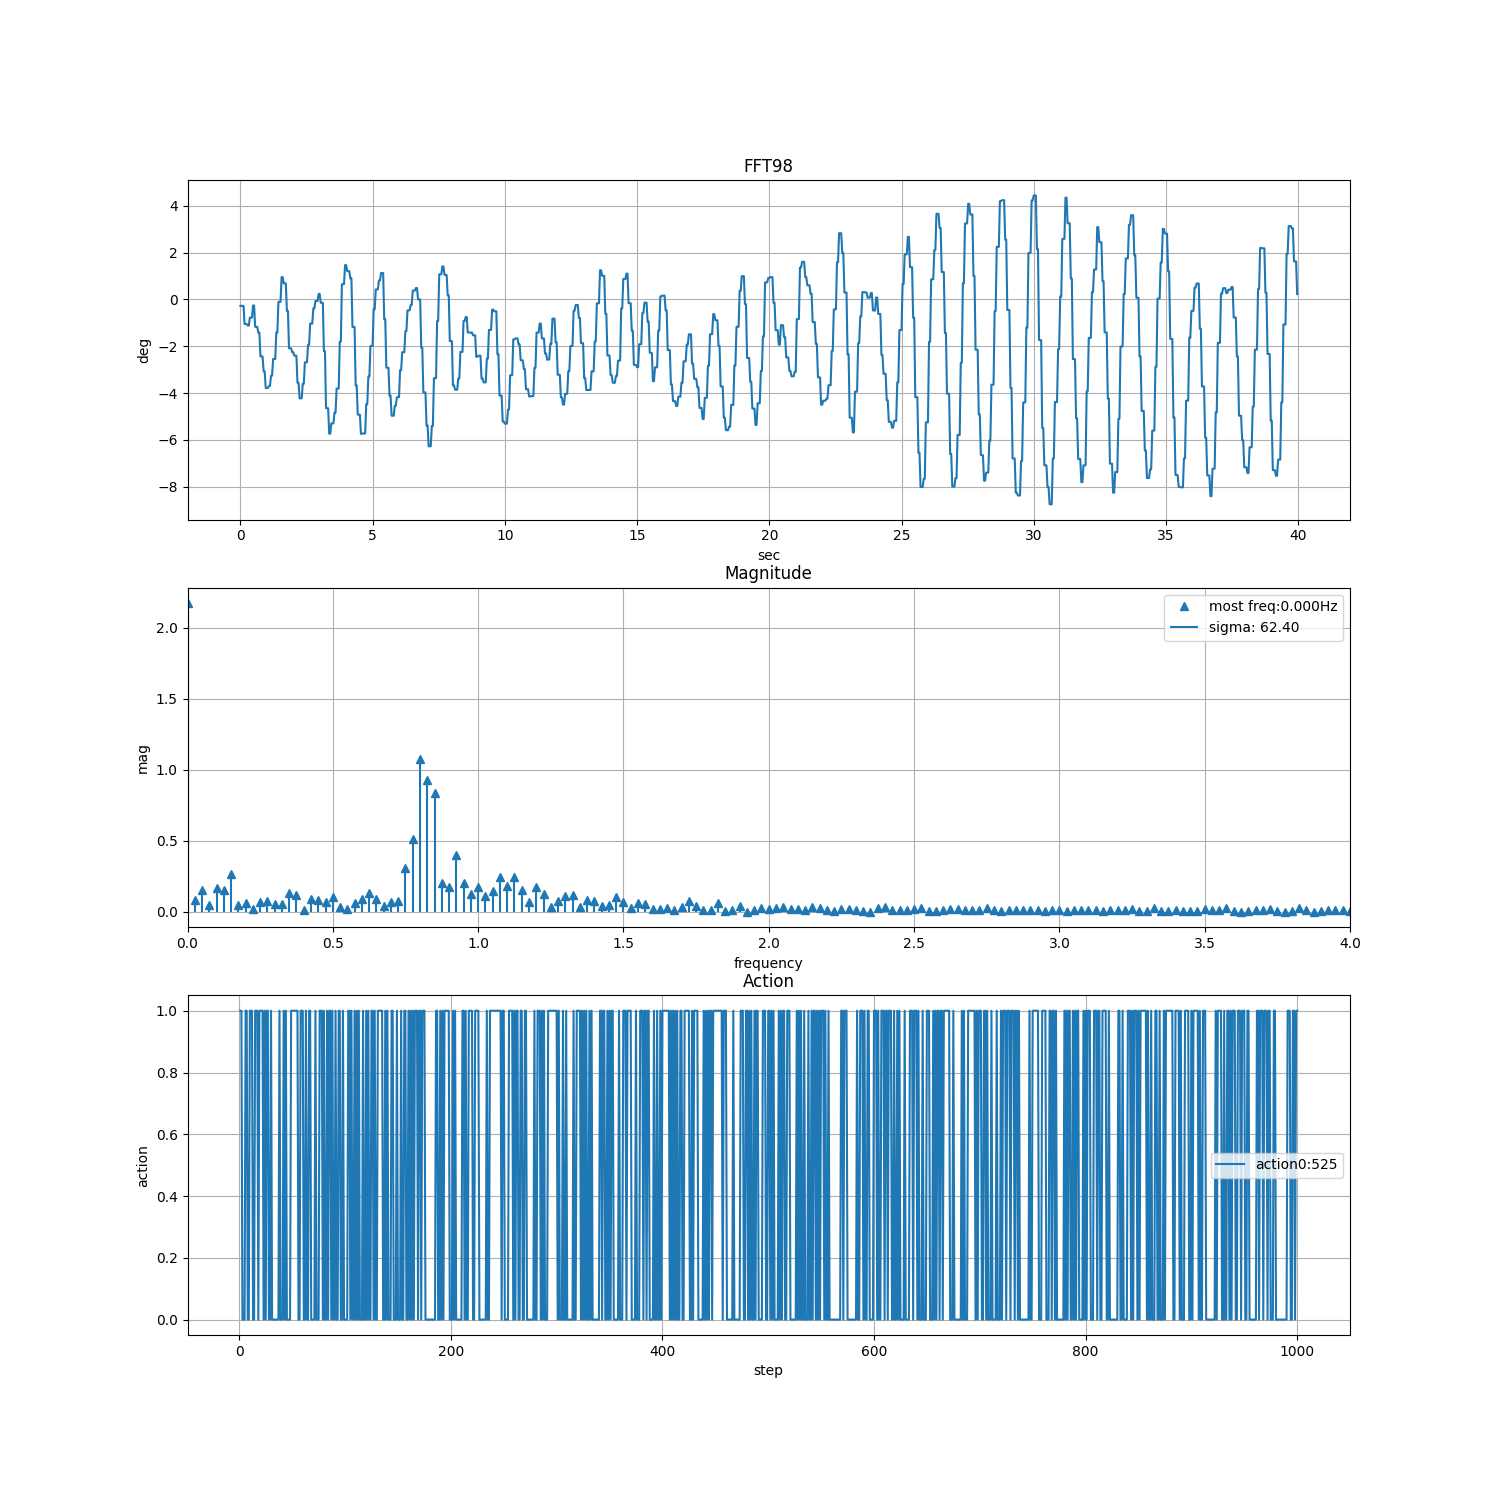 FFT98
4
2
0
−2
−4
−6
−8
deg
0 5 10 15 20 25 30 35 40
sec
Magnitude
most freq:0.000Hz
sigma: 62.40
2.0
1.5
1.0
0.5
0.0
mag
0.0 0.5 1.0 1.5 2.0 2.5 3.0 3.5 4.0
frequency
Action
1.0
0.8
0.6
0.4
0.2
0.0
action
action0:525
0 200 400 600 800 1000
step